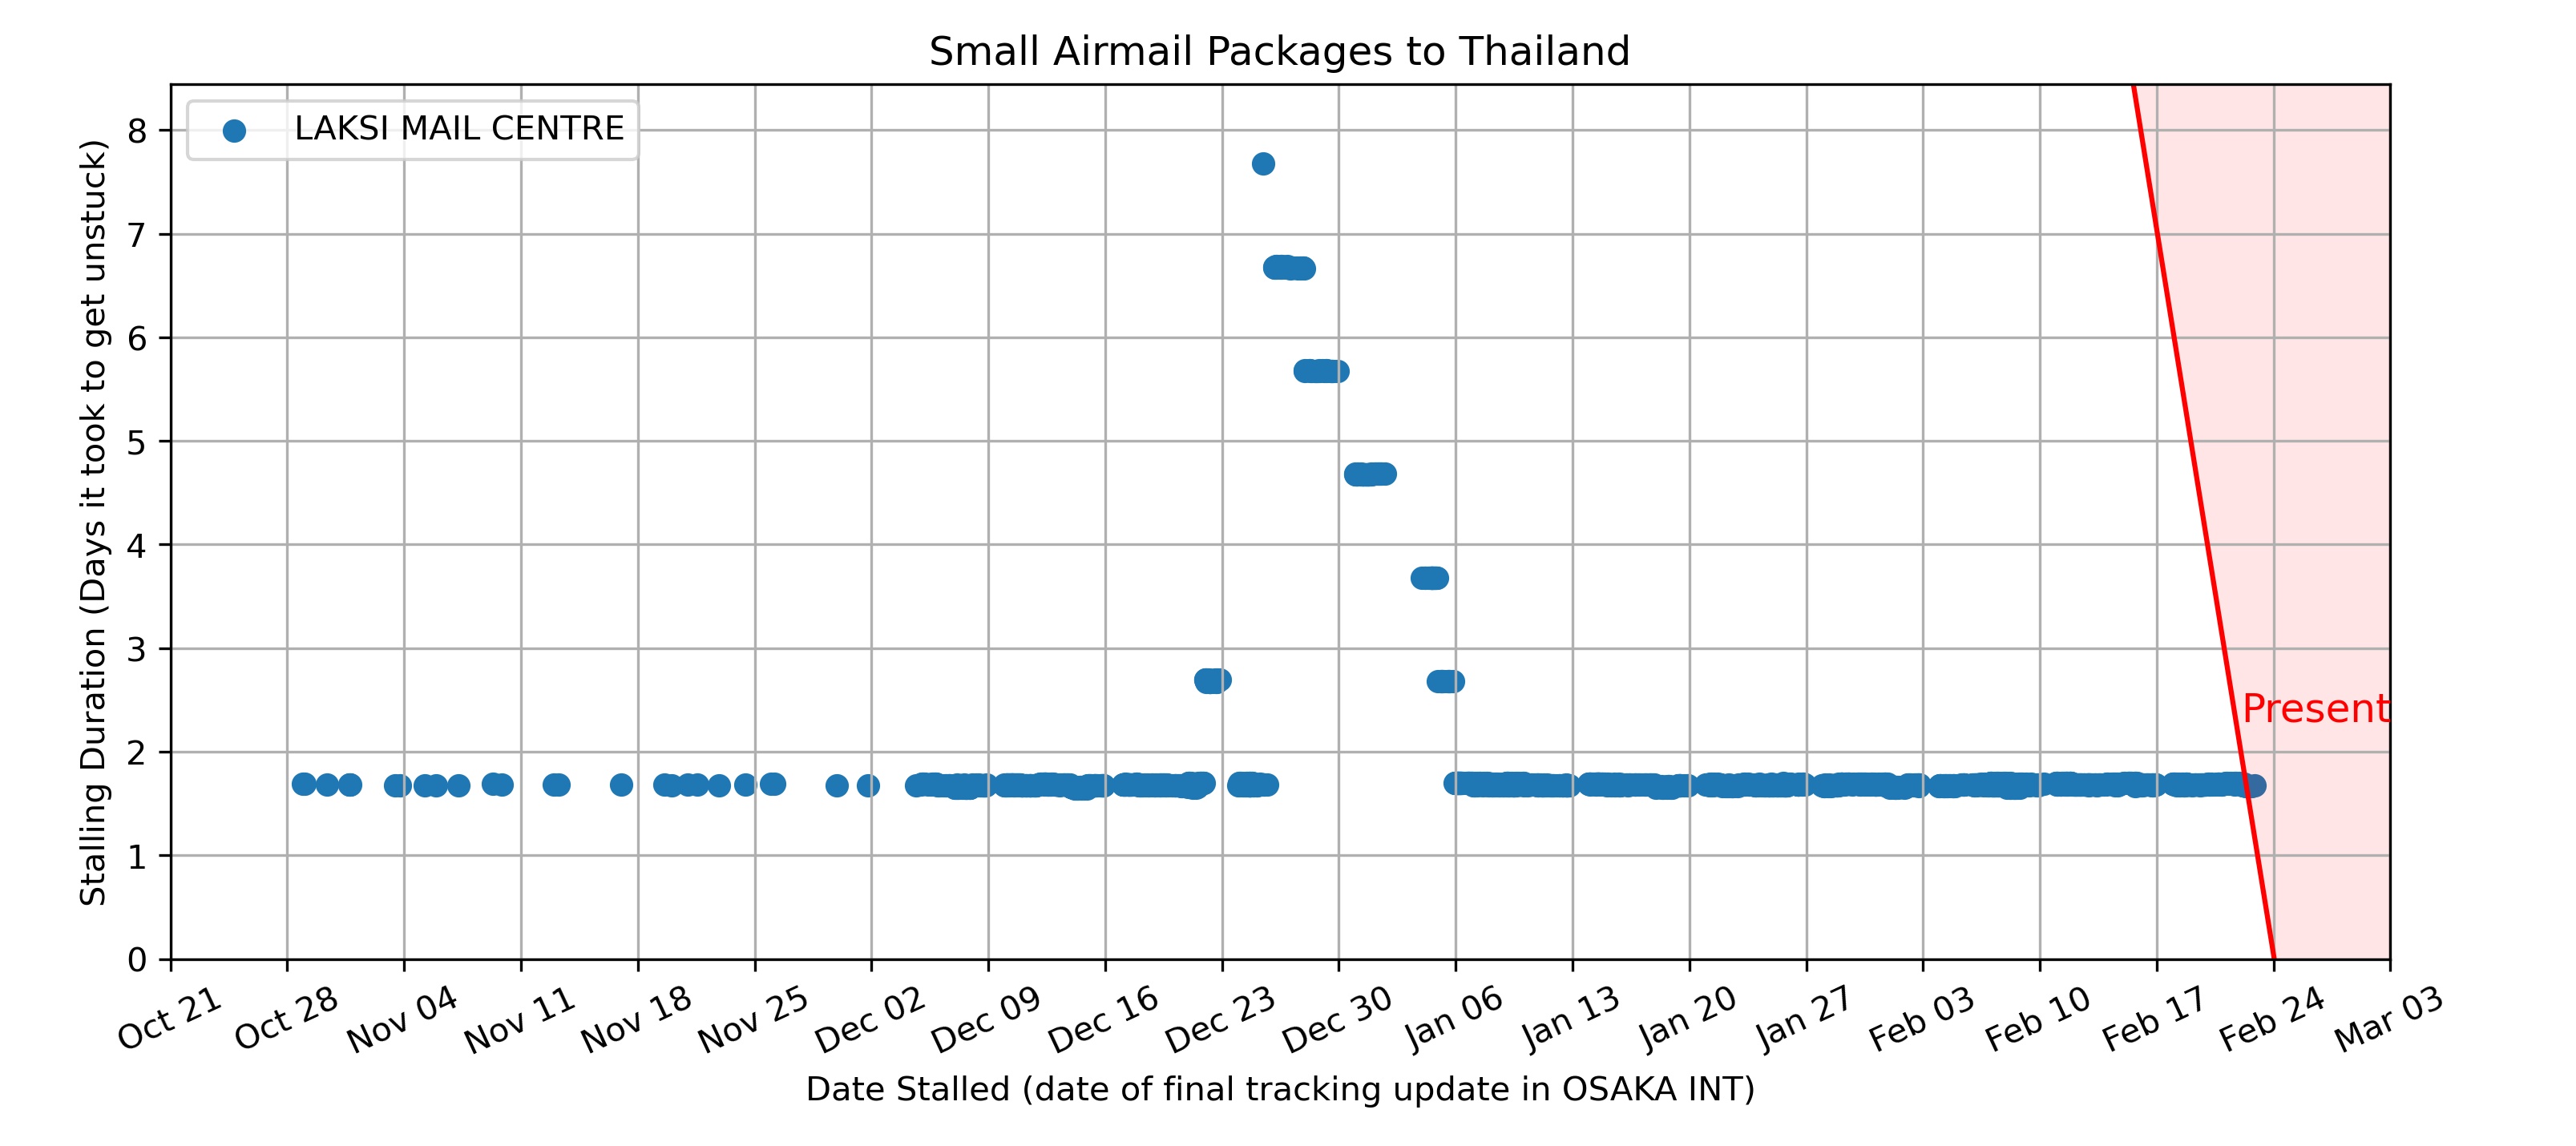 Small Airmail Packages to Thailand
LAKSI MAIL CENTRE
Stalling Duration (Days it took to get unstuck)
8
7
6
5
4
3
2
1
0
Present
Oct 21
Oct 28
Nov 04
Nov 11
Nov 18
Nov 25
Dec 02
Dec 09
Dec 16
Dec 23
Dec 30
Jan 06
Jan 13
Jan 20
Jan 27
Feb 03
Feb 10
Feb 17
Feb 24
Mar 03
Date Stalled (date of final tracking update in OSAKA INT)